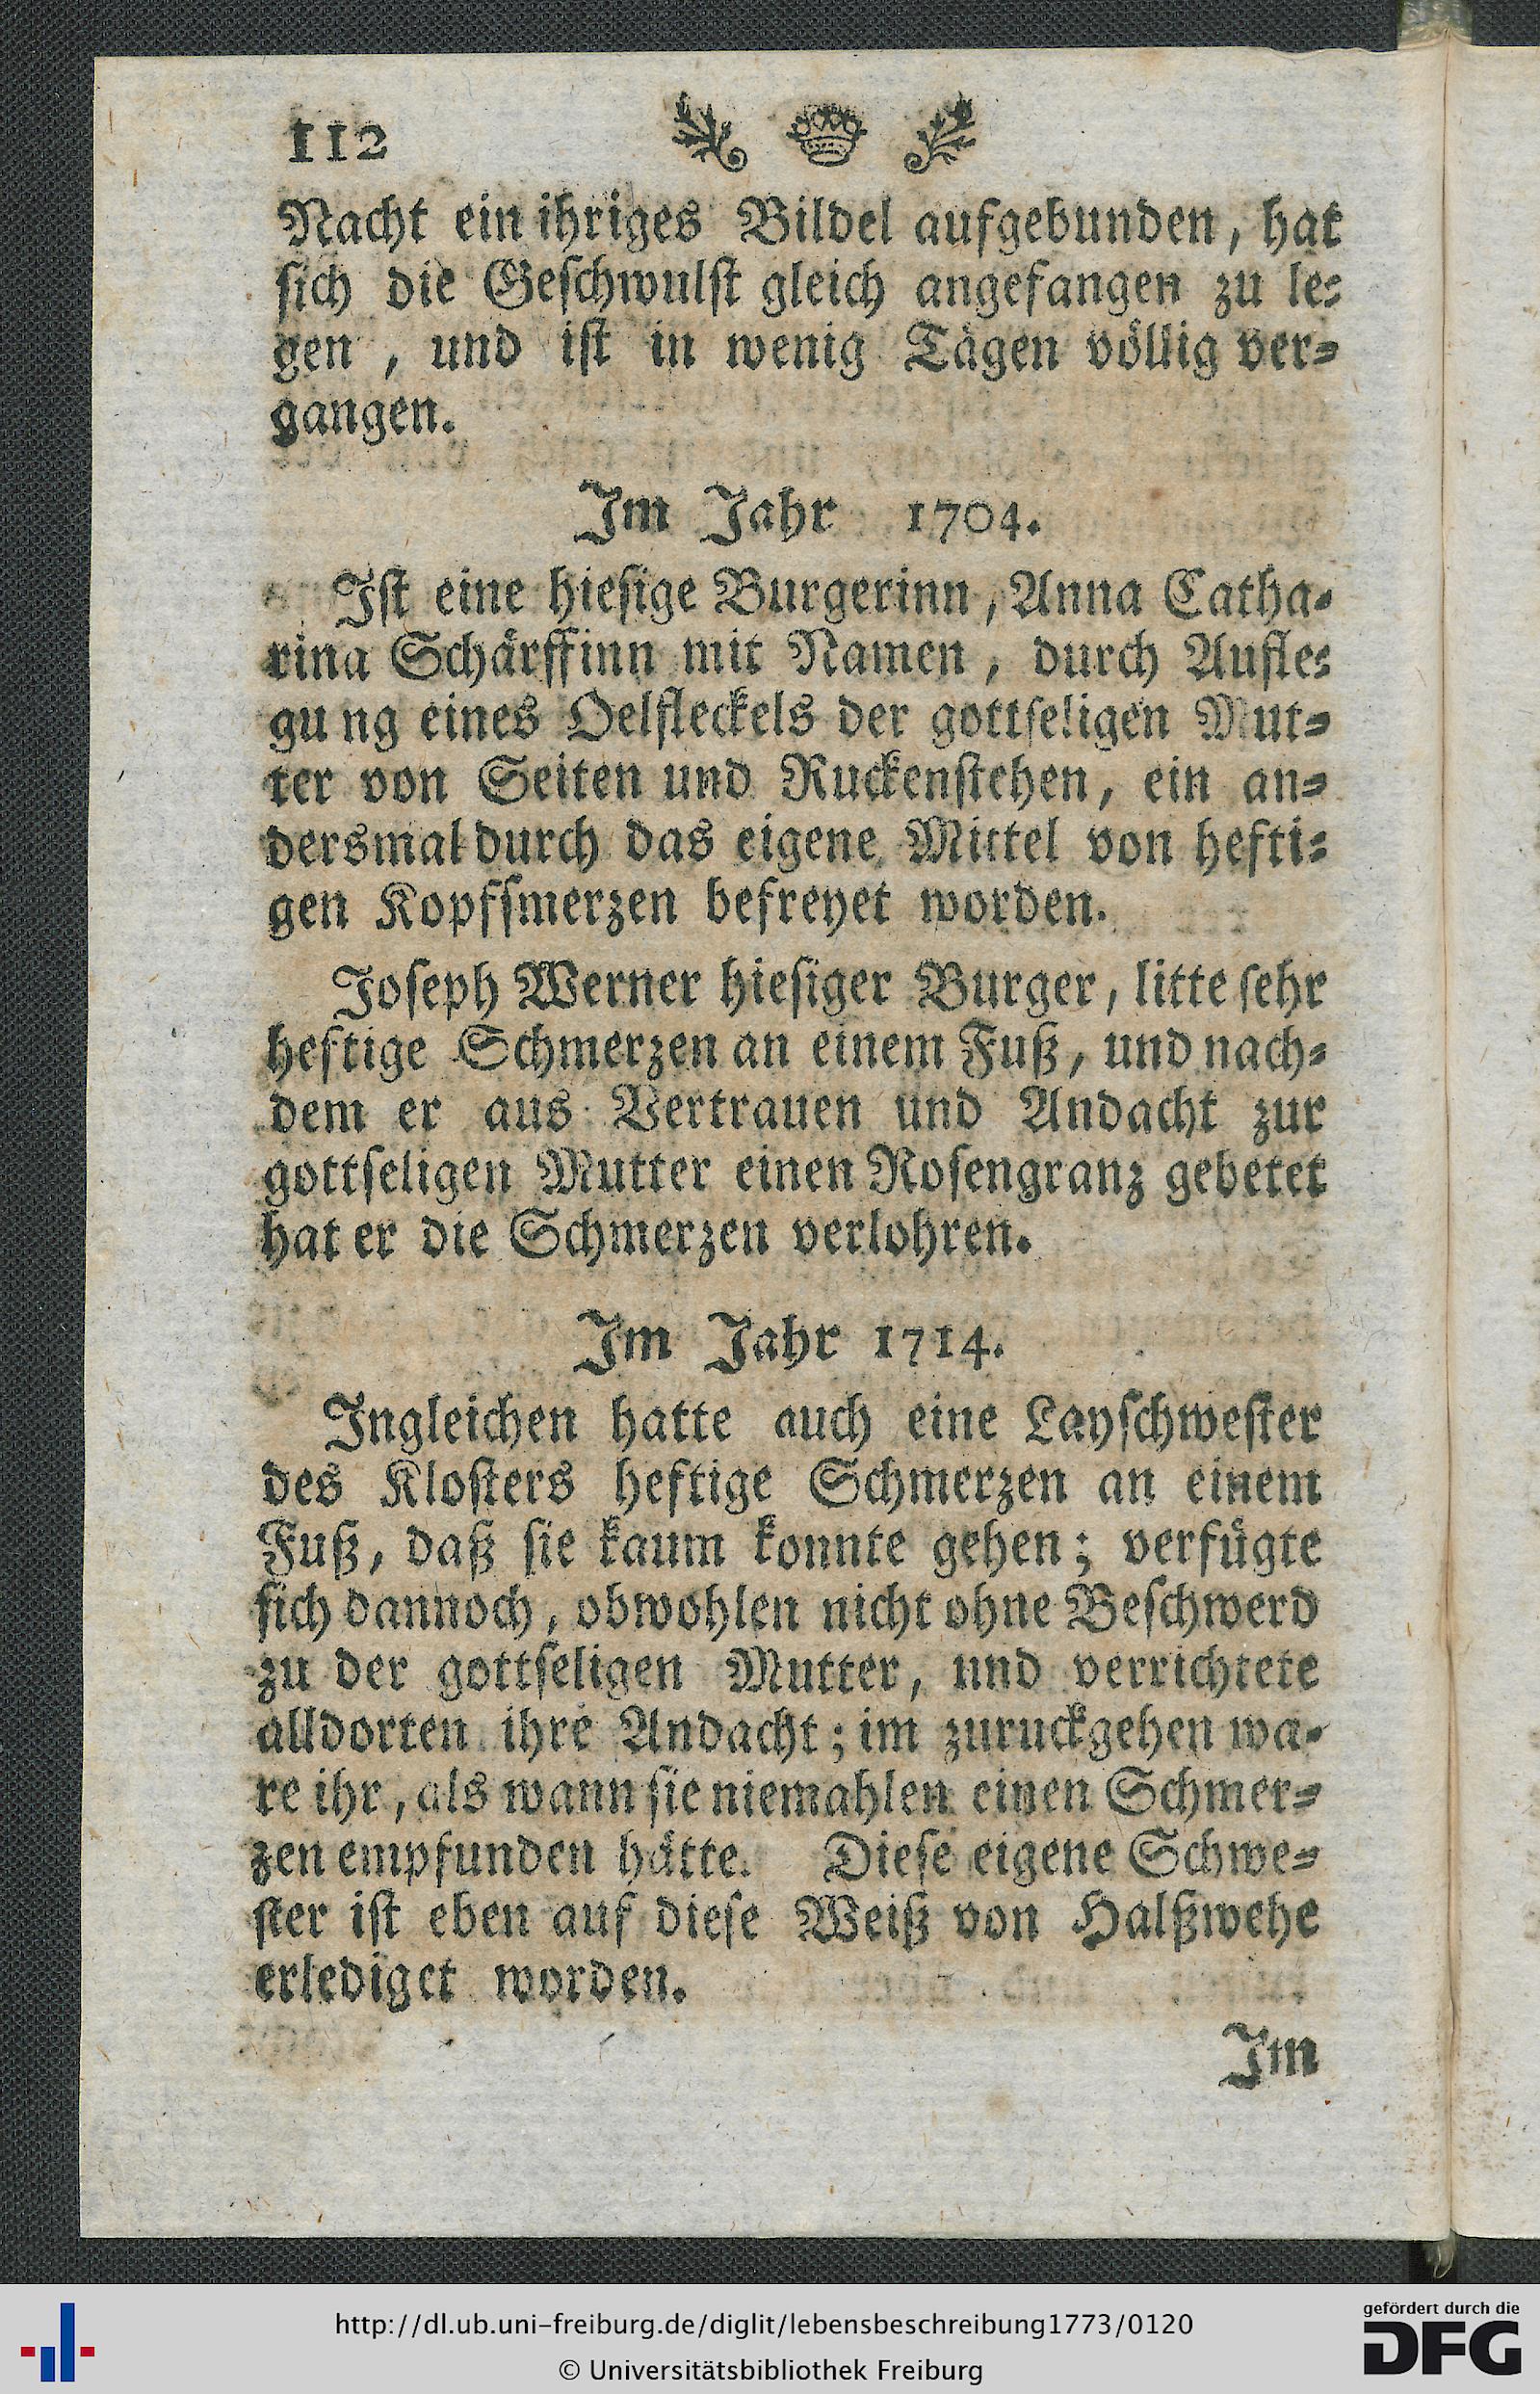 112
Nacht ein ihriges Bildel aufgebunden, hat
sich die Geschwulst gleich angefangen zu le-
gen , und ist in wenig Tägen völlig ver-
gangen.
Im Jahr 1704.
Ist eine hiesige Burgerinn, Anna Catha-
rina Schärffinn mit Namen, durch Aufle-
gung eines Oelfleckels der gottseligen Mut-
ter von Seiten und Ruckenstehen, ein an-
dersmal durch das eigene Mittel von hefti-
gen Kopfsmerzen befreyet worden.
Joseph Werner hiesiger Burger, litte sehr
heftige Schmerzen an einem Fuß, und nach-
dem er aus Vertrauen und Andacht zur
gottseligen Mutter einen Rosengranz gebetet
hat er die Schmerzen verlohren.
Im Jahr 1714.
Ingleichen hatte auch eine Layschwester
des Klosters heftige Schmerzen an einem
Fuß, daß sie kaum konnte gehen; verfügte
sich dannoch, obwohlen nicht ohne Beschwerd
zu der gottseligen Mutter, und verrichtete
alldorten ihre Andacht; im zuruckgehen wa-
re ihr, als wann sie niemahlen einen Schmer-
zen empfunden hätte. Diese eigene Schwe-
ster ist eben auf diese Weiß von Halßwehe
erlediget worden.
Im
http://dl.ub.uni-freiburg.de/diglit/lebensbeschreibung1773/0120
© Universitätsbibliothek Freiburg
gefördert durch die
DFG